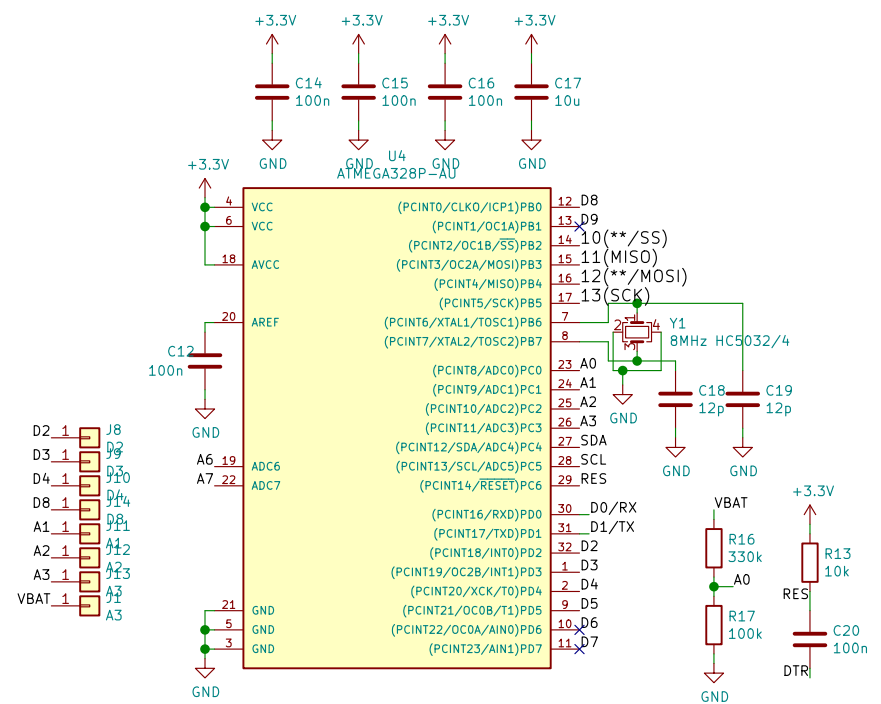 +3.3V +3.3V +3.3V +3.3V
C14 C15 C16 C17
100n 100n 100n 10u
GND GND GND GND
U4
ATMEGA328P-AU
+3.3V
4 VCC (PCINT0/CLKO/ICP1)PB0 12 D8
6 VCC (PCINT1/OC1A)PB1 13 D9
(PCINT2/OC1B/SS)PB2 14 10(**/SS)
18 AVCC (PCINT3/OC2A/MOSI)PB3 15 11(MISO)
(PCINT4/MISO)PB4 16 12(**/MOSI)
(PCINT5/SCK)PB5 17 13(SCK)
20 AREF (PCINT6/XTAL1/TOSC1)PB6 7
(PCINT7/XTAL2/TOSC2)PB7 8
1 2 3 4
Y1
8MHz HC5032/4
C12
100n
GND
(PCINT8/ADC0)PC0 23 A0
(PCINT9/ADC1)PC1 24 A1
(PCINT10/ADC2)PC2 25 A2
(PCINT11/ADC3)PC3 26 A3
(PCINT12/SDA/ADC4)PC4 27 SDA
A6 19 ADC6 (PCINT13/SCL/ADC5)PC5 28 SCL
A7 22 ADC7 (PCINT14/RESET)PC6 29 RES
GND
C18 C19
12p 12p
GND GND
(PCINT16/RXD)PD0 30 D0/RX
(PCINT17/TXD)PD1 31 D1/TX
(PCINT18/INT0)PD2 32 D2
(PCINT19/OC2B/INT1)PD3 1 D3
(PCINT20/XCK/T0)PD4 2 D4
21 GND (PCINT21/OC0B/T1)PD5 9 D5
5 GND (PCINT22/OC0A/AIN0)PD6 10 D6
3 GND (PCINT23/AIN1)PD7 11 D7
GND
D2 1 J8
D2
D3 1 J9
D3
D4 1 J10
D4
D8 1 J14
D8
A1 1 J11
A1
A2 1 J12
A2
A3 1 J13
A3
VBAT 1 J1
A3
VBAT
R16
330k
A0
R17
100k
GND
+3.3V
R13
10k
RES
C20
100n
DTR